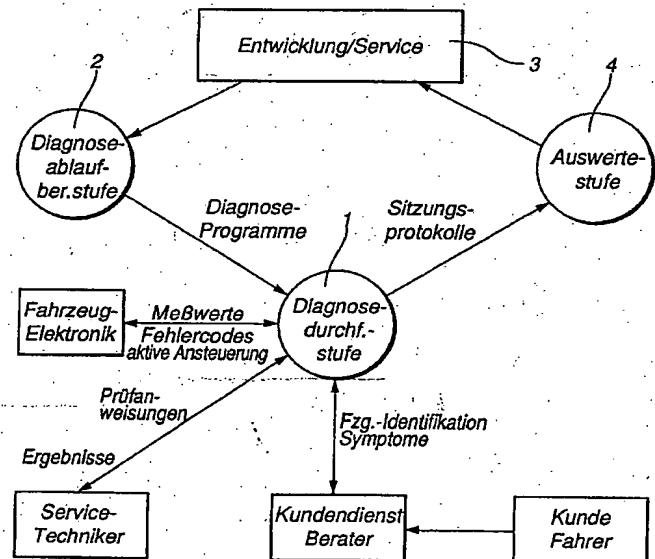 Entwicklung/Service
3
2
4
Diagnose-
ablauf-
ber.stufe
Auswerte-
stufe
Diagnose-
Programme
Sitzungs-
protokolle
1
Diagnose-
durchf.-
stufe
Fahrzeug-
Elektronik
Meßwerte
Fehlercodes
aktive Ansteuerung
Prüfan-
weisungen
Ergebnisse
Fzg.-Identifikation
Symptome
Service-
Techniker
Kundendienst
Berater
Kunde
Fahrer